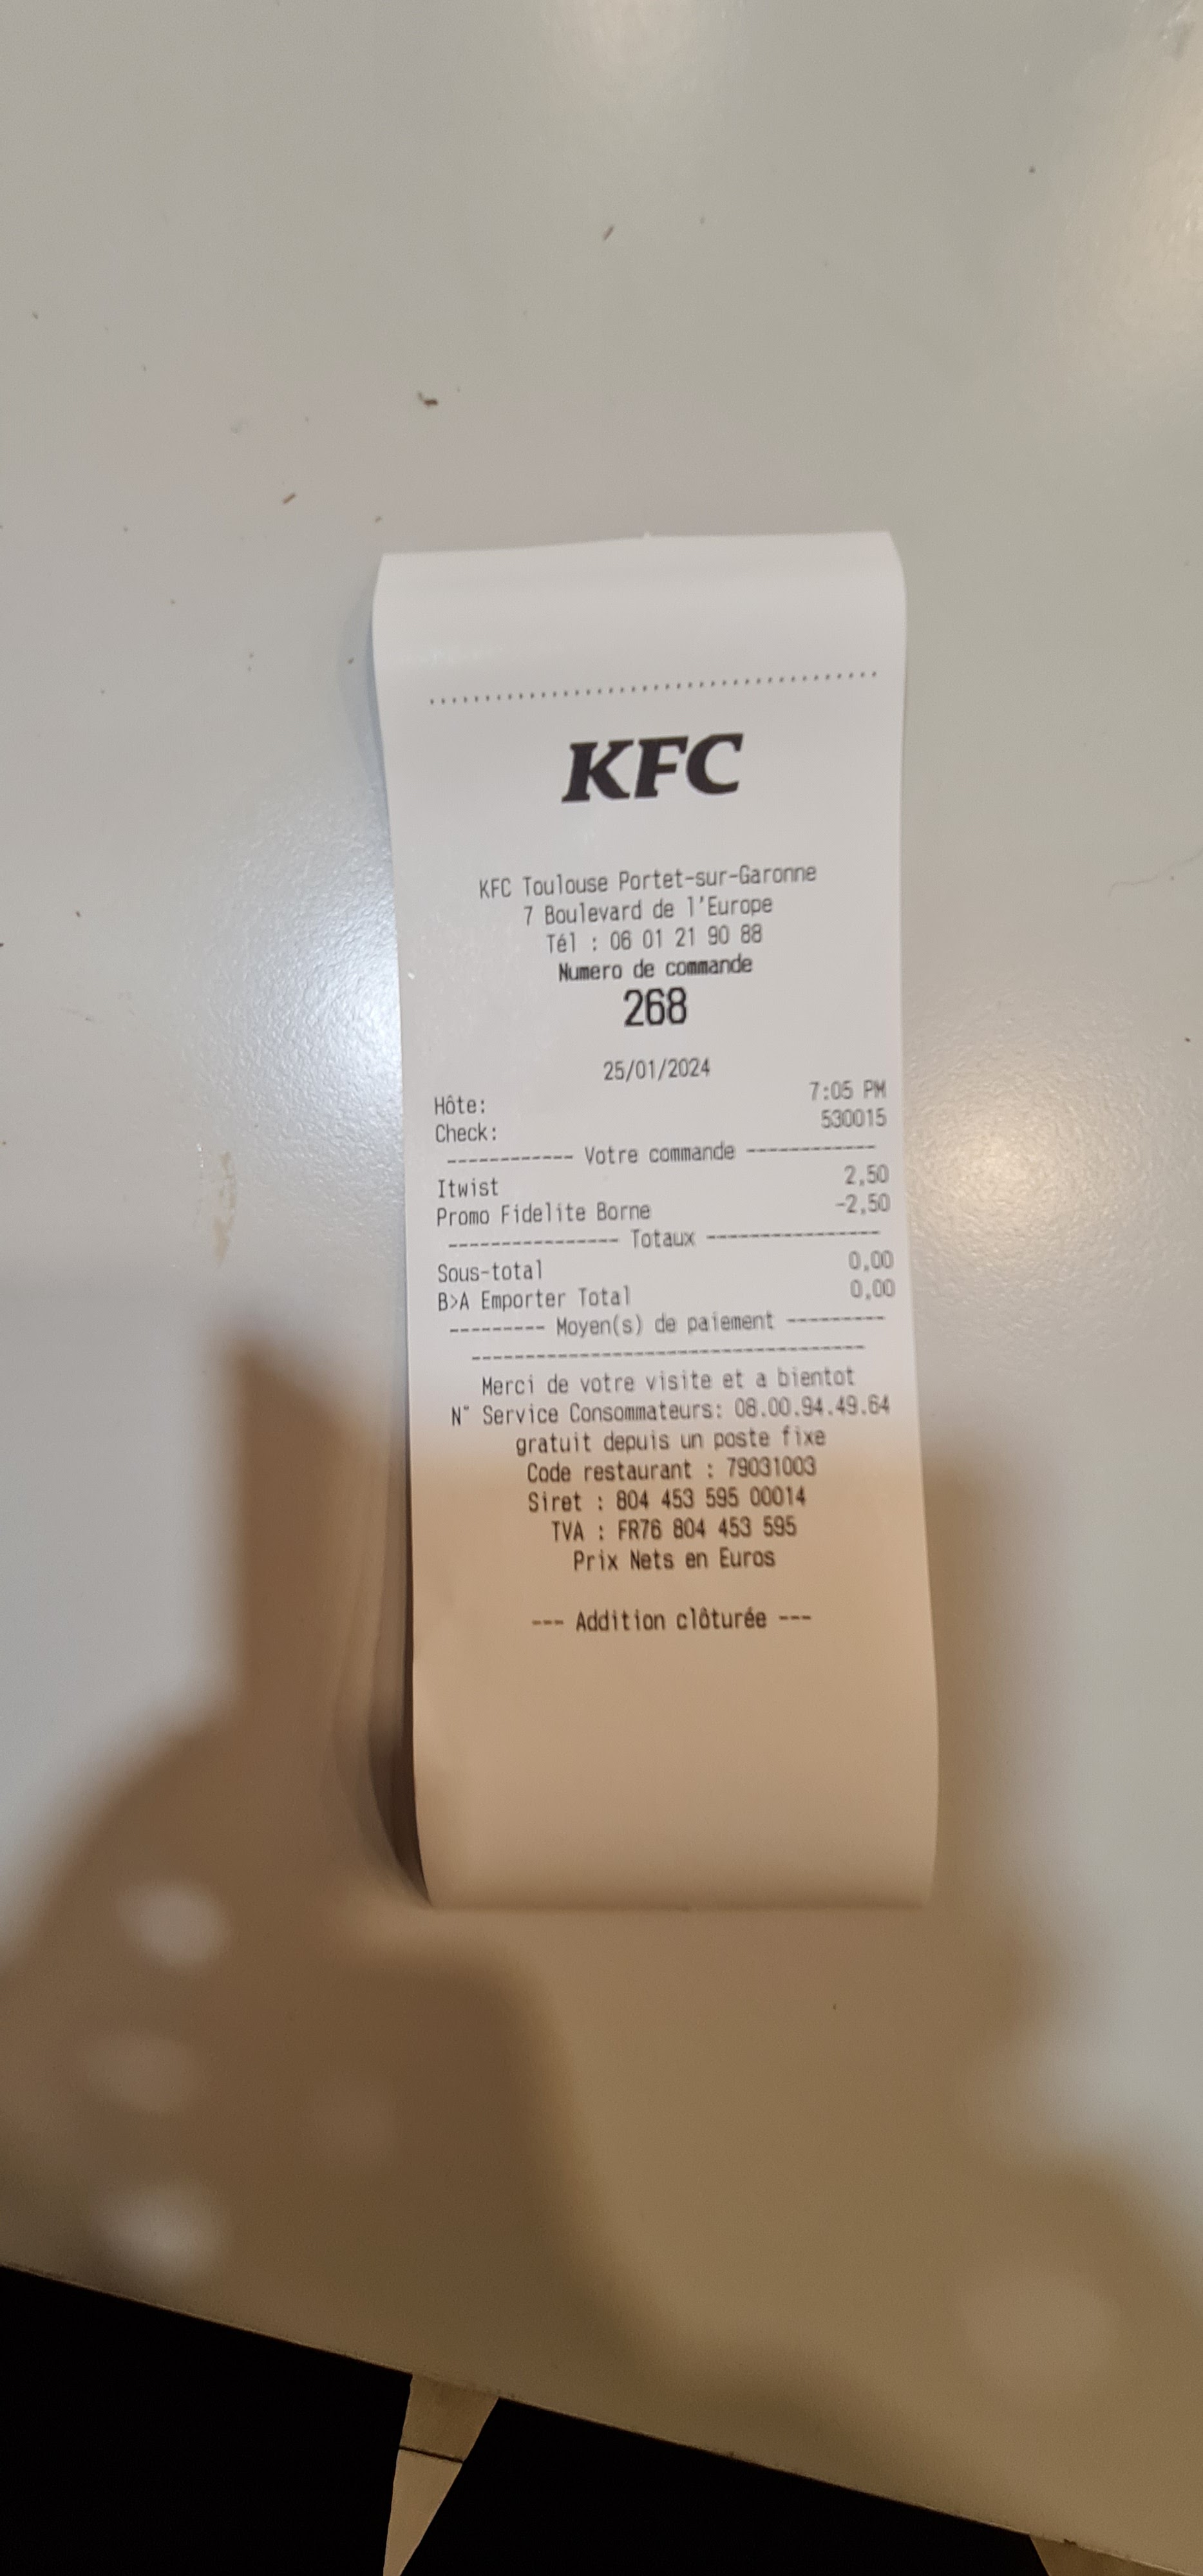 KFC
KFC Toulouse Portet-sur-Garonne
7 Boulevard de l'Europe
Tél : 06 01 21 90 88
Numero de commande
268
25/01/2024
Hôte: 7:05 PM
Check: 530015
------------ Votre commande ------------
Itwist 2,50
Promo Fidelite Borne -2,50
---------------- Totaux ----------------
Sous-total 0,00
B>A Emporter Total 0,00
--------- Moyen(s) de paiement ---------
Merci de votre visite et a bientot
N° Service Consommateurs: 08.00.94.49.64
gratuit depuis un poste fixe
Code restaurant : 79031003
Siret : 804 453 595 00014
TVA : FR76 804 453 595
Prix Nets en Euros
--- Addition clôturée ---